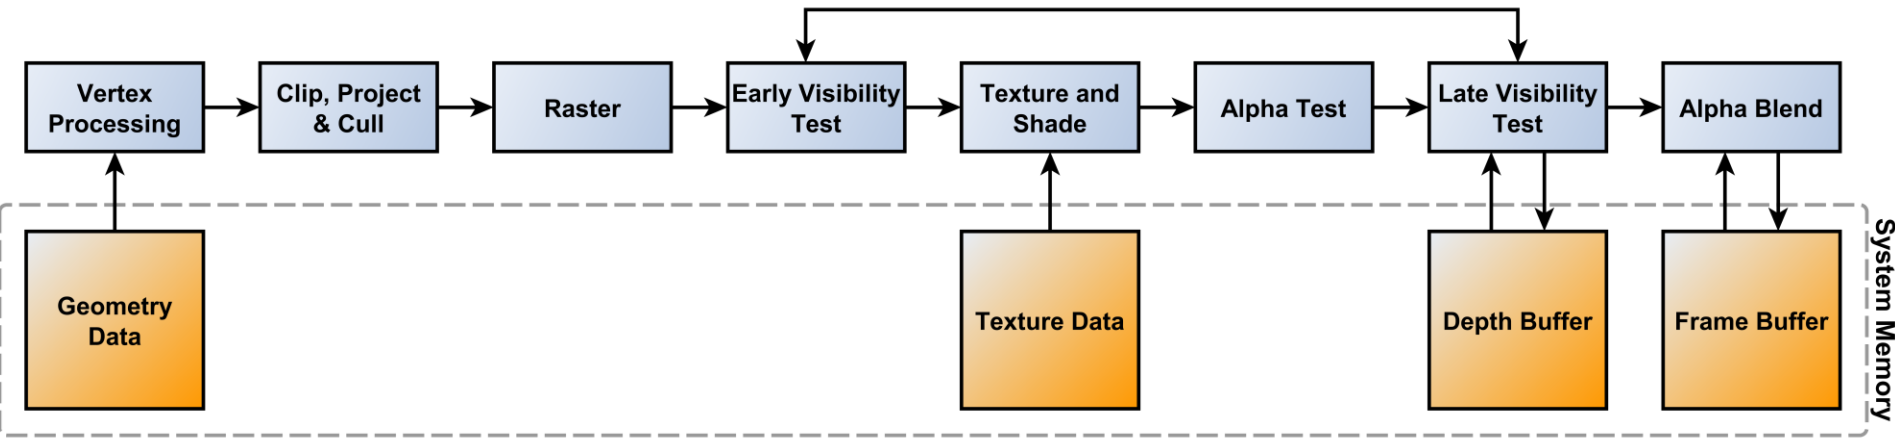 Vertex
Processing
Clip, Project
& Cull
Raster
Early Visibility
Test
Texture and
Shade
Alpha Test
Late Visibility
Test
Alpha Blend
Geometry
Data
Texture Data
Depth Buffer
Frame Buffer
System Memory